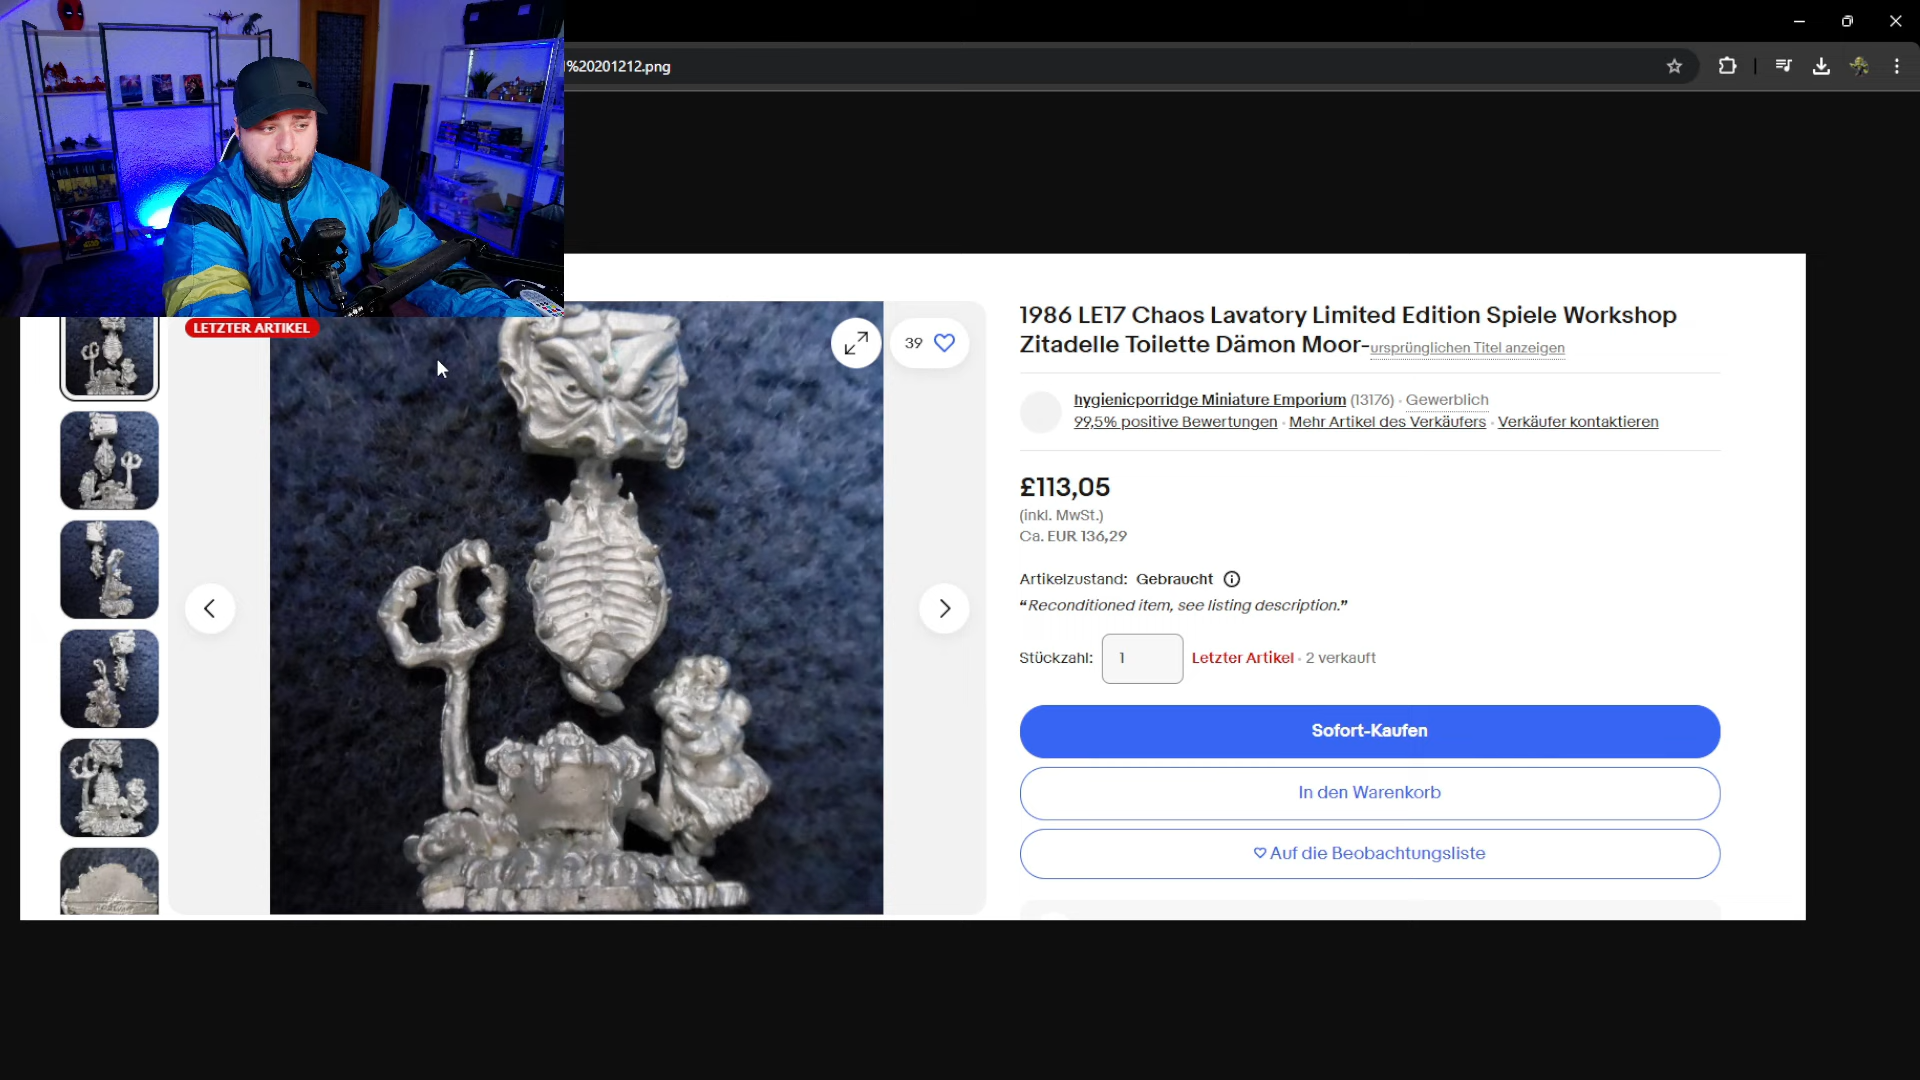 1%20201212.png
LETZTER ARTIKEL
39
1986 LE17 Chaos Lavatory Limited Edition Spiele Workshop
Zitadelle Toilette Dämon Moor-ursprünglichen Titel anzeigen
hygienicporridge Miniature Emporium (13176) · Gewerblich
99,5% positive Bewertungen · Mehr Artikel des Verkäufers · Verkäufer kontaktieren
£113,05
(inkl. MwSt.)
Ca. EUR 136,29
Artikelzustand: Gebraucht
“Reconditioned item, see listing description.”
Stückzahl: 1 Letzter Artikel · 2 verkauft
Sofort-Kaufen
In den Warenkorb
Auf die Beobachtungsliste